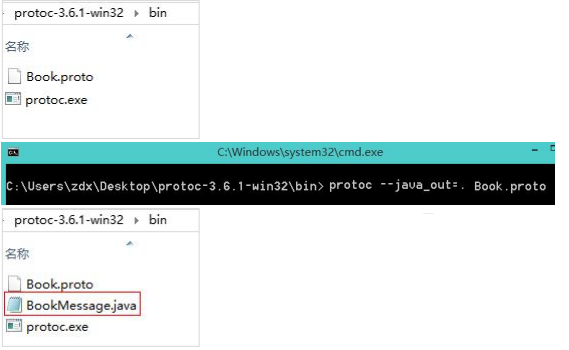 protoc-3.6.1-win32 bin
名称
Book.proto
protoc.exe
C:\Windows\system32\cmd.exe
C:\Users\zdx\Desktop\protoc-3.6.1-win32\bin> protoc --java_out=. Book.proto
protoc-3.6.1-win32 bin
名称
Book.proto
BookMessage.java
protoc.exe